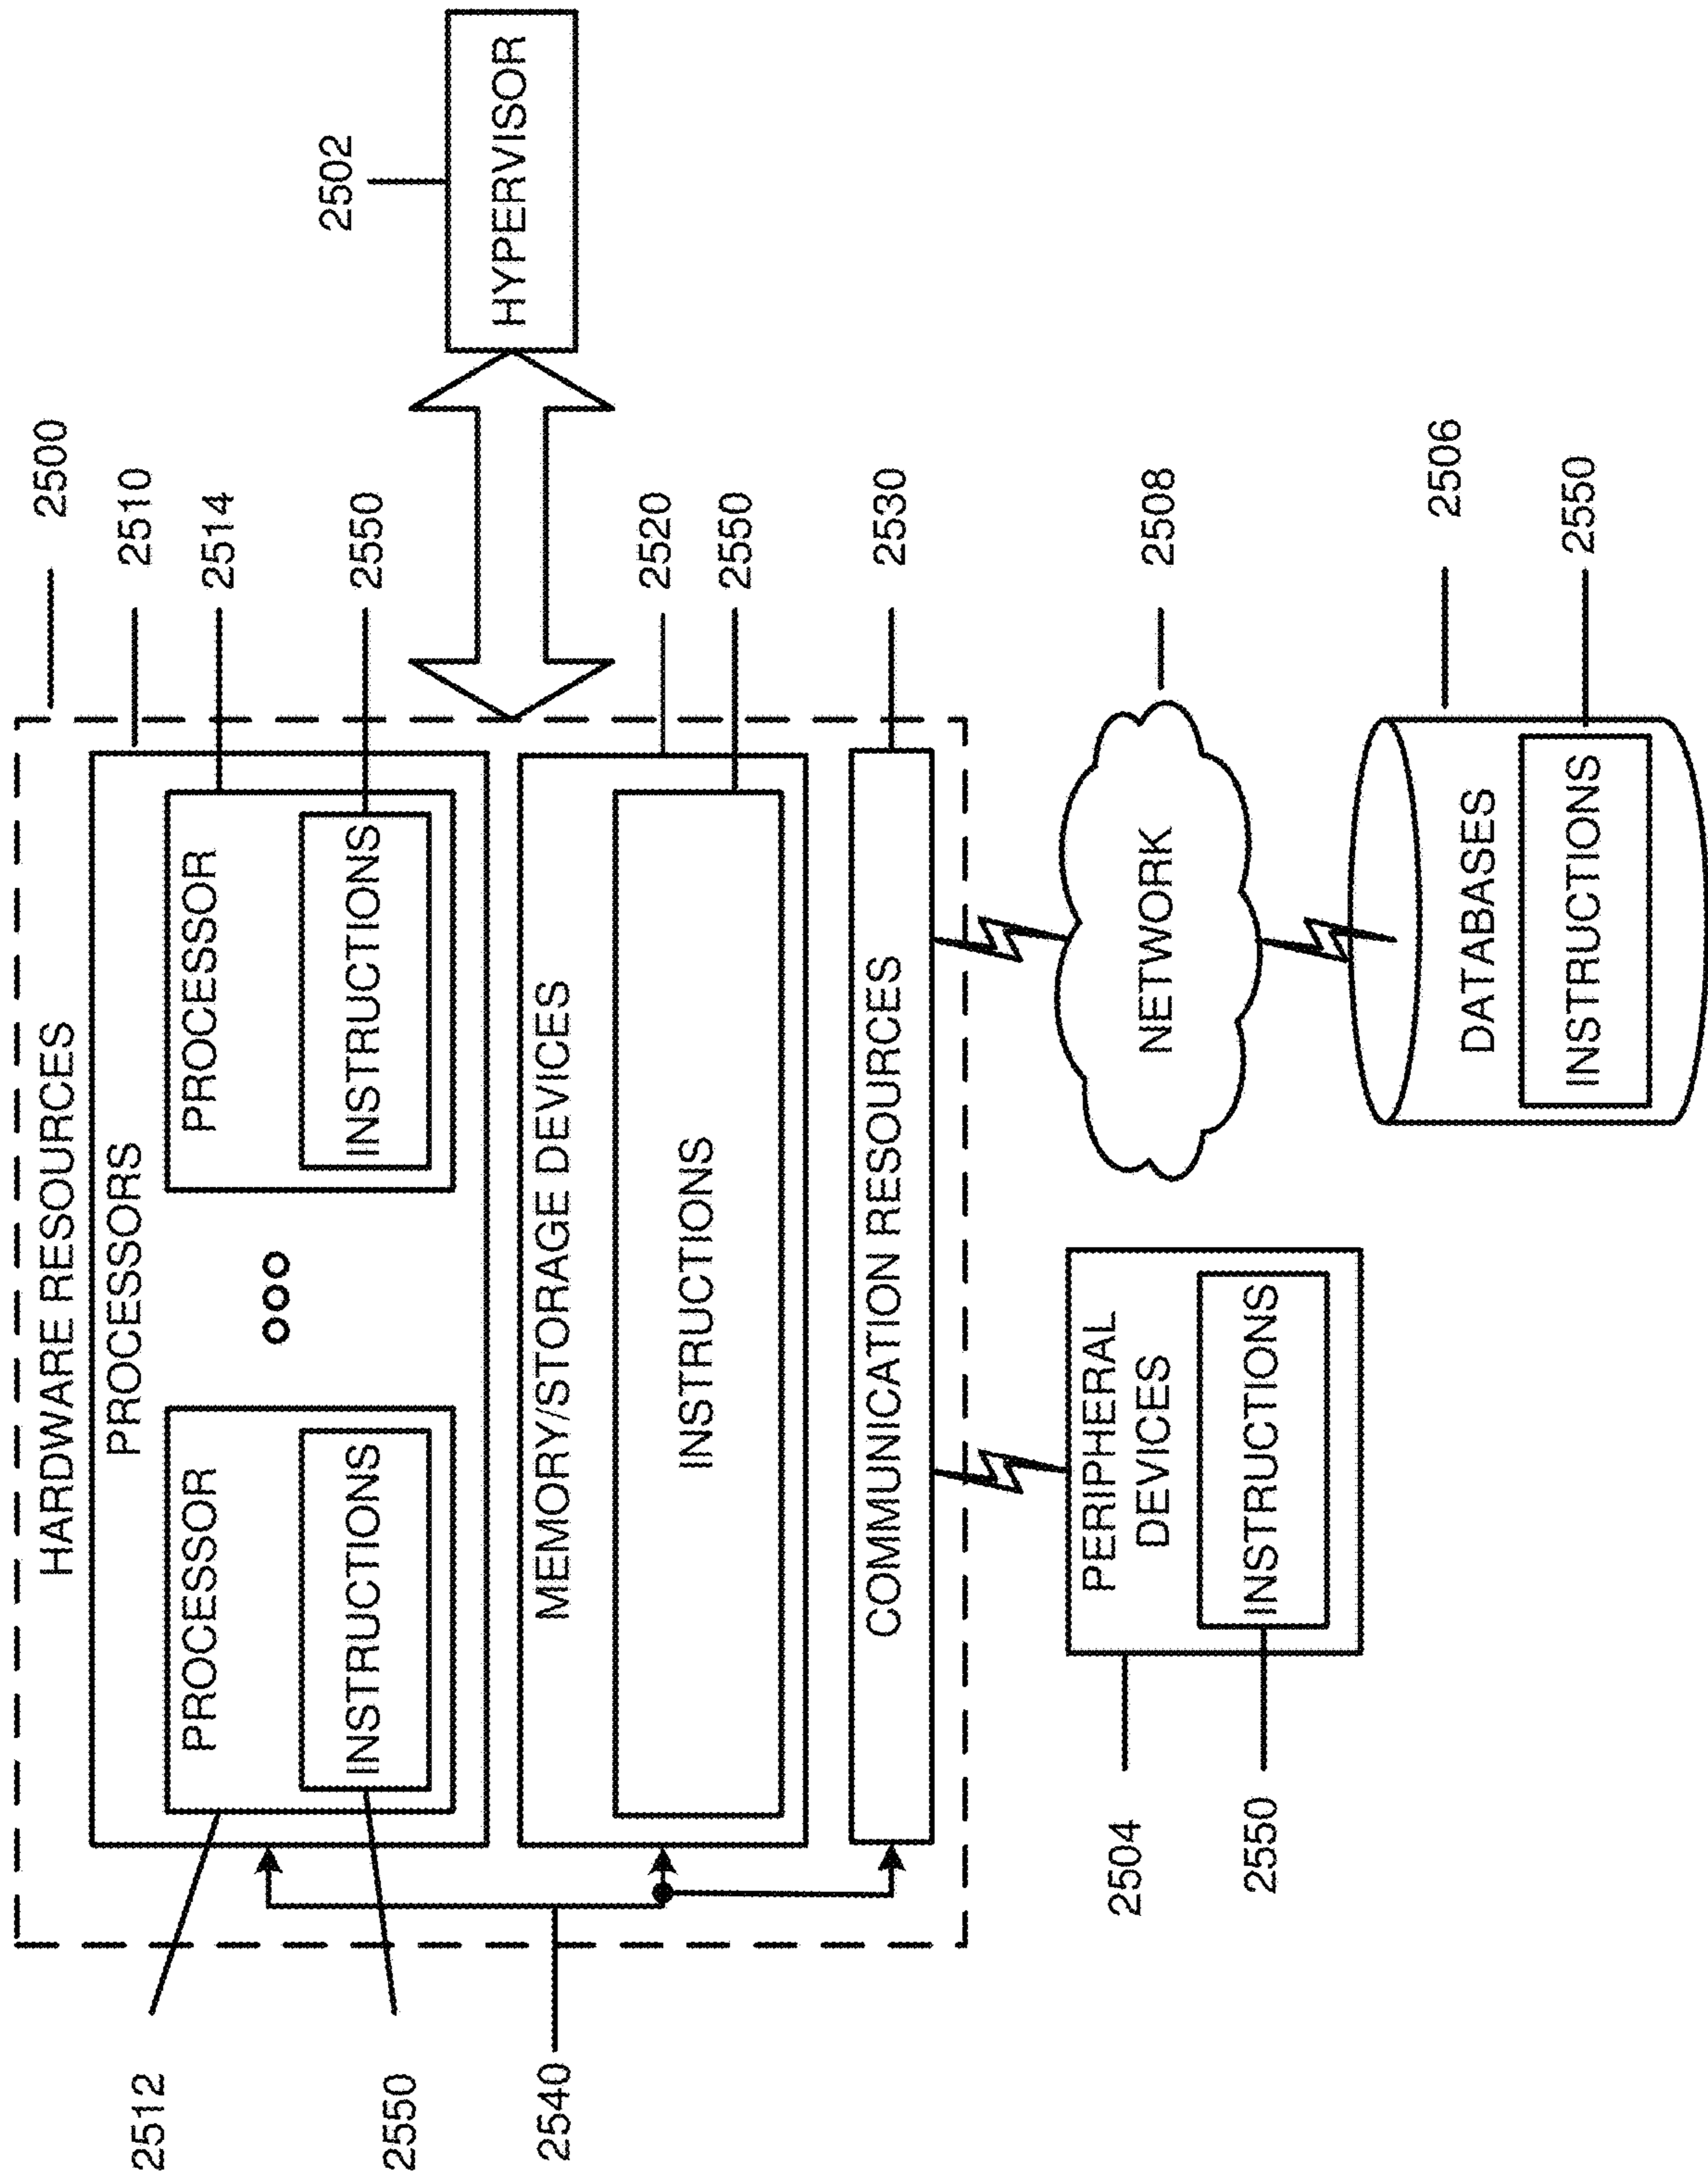 HARDWARE RESOURCES
2500
PROCESSORS
2510
PROCESSOR
PROCESSOR
2514
2512
INSTRUCTIONS
INSTRUCTIONS
2550
2550
2502
HYPERVISOR
MEMORY/STORAGE DEVICES
2520
INSTRUCTIONS
2550
2540
COMMUNICATION RESOURCES
2530
PERIPHERAL
DEVICES
2504
INSTRUCTIONS
2550
NETWORK
2508
DATABASES
2506
INSTRUCTIONS
2550